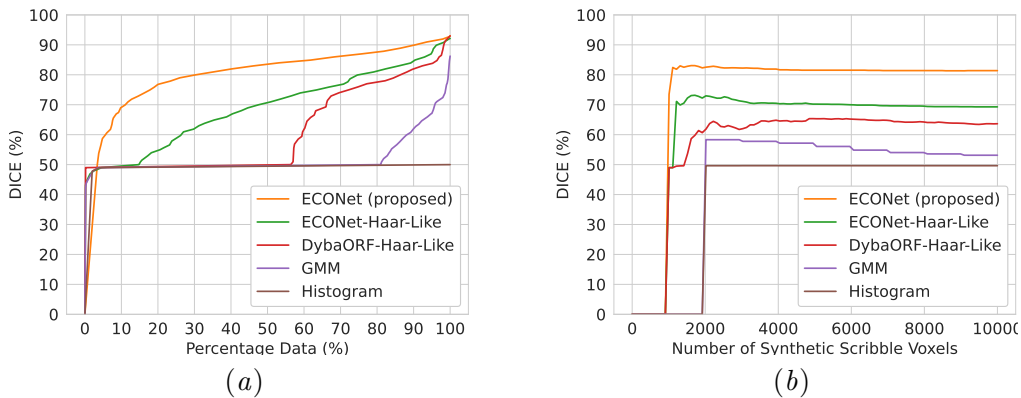 100
90
80
70
60
50
40
30
20
10
0
DICE (%)
ECONet (proposed)
ECONet-Haar-Like
DybaORF-Haar-Like
GMM
Histogram
0 10 20 30 40 50 60 70 80 90 100
Percentage Data (%)
(a)
100
90
80
70
60
50
40
30
20
10
0
DICE (%)
ECONet (proposed)
ECONet-Haar-Like
DybaORF-Haar-Like
GMM
Histogram
0 2000 4000 6000 8000 10000
Number of Synthetic Scribble Voxels
(b)